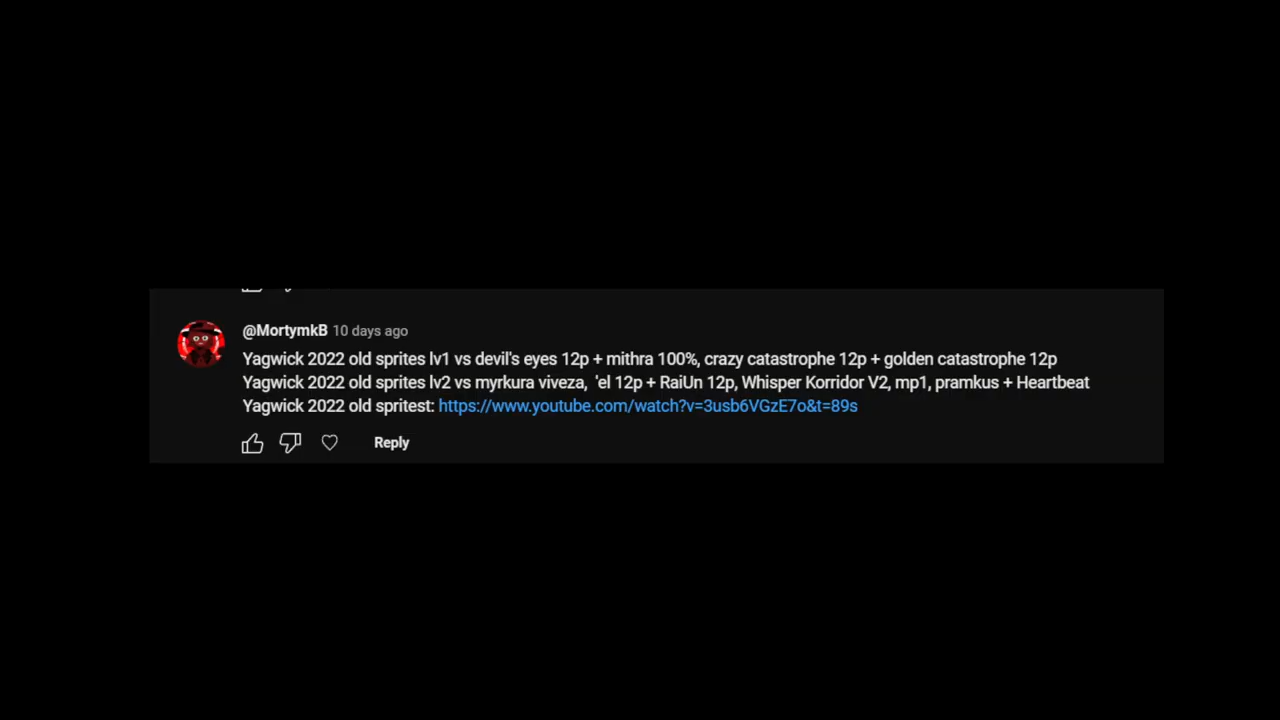 @MortymkB 10 days ago
Yagwick 2022 old sprites lv1 vs devil's eyes 12p + mithra 100%, crazy catastrophe 12p + golden catastrophe 12p
Yagwick 2022 old sprites lv2 vs myrkura viveza, 'el 12p + RaiUn 12p, Whisper Korridor V2, mp1, pramkus + Heartbeat
Yagwick 2022 old spritest: https://www.youtube.com/watch?v=3usb6VGzE7o&t=89s
Reply